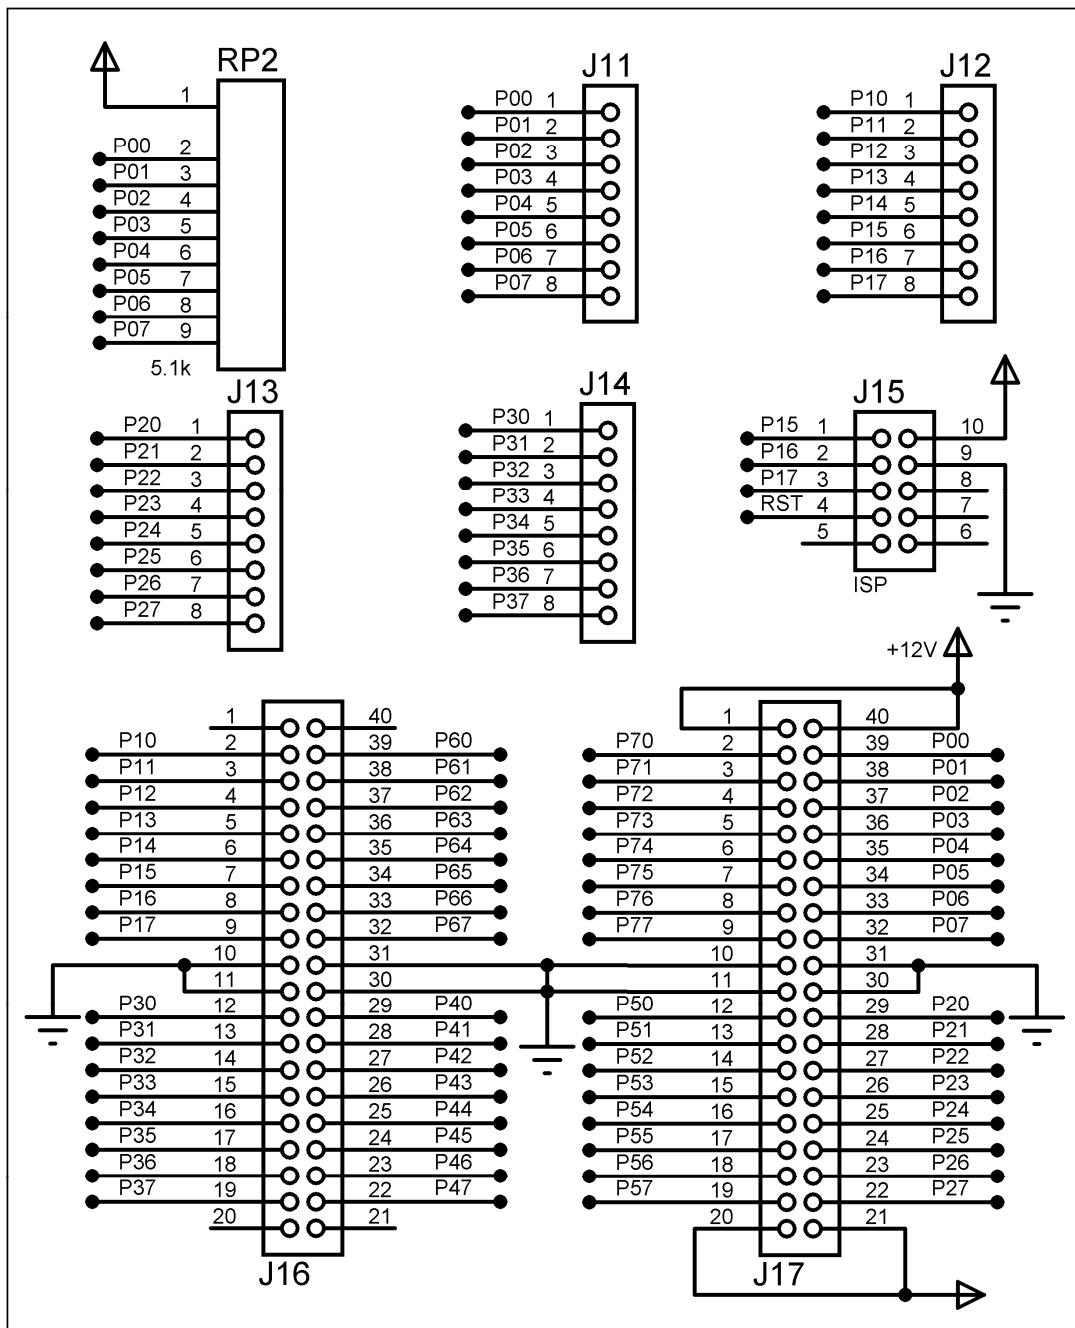 RP2
1
P00 2
P01 3
P02 4
P03 5
P04 6
P05 7
P06 8
P07 9
5.1k
J11
P00 1
P01 2
P02 3
P03 4
P04 5
P05 6
P06 7
P07 8
J12
P10 1
P11 2
P12 3
P13 4
P14 5
P15 6
P16 7
P17 8
J13
P20 1
P21 2
P22 3
P23 4
P24 5
P25 6
P26 7
P27 8
J14
P30 1
P31 2
P32 3
P33 4
P34 5
P35 6
P36 7
P37 8
J15
P15 1 10
P16 2 9
P17 3 8
RST 4 7
5 6
ISP
+12V
1 40
P10 2 39 P60
P11 3 38 P61
P12 4 37 P62
P13 5 36 P63
P14 6 35 P64
P15 7 34 P65
P16 8 33 P66
P17 9 32 P67
10 31
11 30
P30 12 29 P40
P31 13 28 P41
P32 14 27 P42
P33 15 26 P43
P34 16 25 P44
P35 17 24 P45
P36 18 23 P46
P37 19 22 P47
20 21
J16
1 40
P70 2 39 P00
P71 3 38 P01
P72 4 37 P02
P73 5 36 P03
P74 6 35 P04
P75 7 34 P05
P76 8 33 P06
P77 9 32 P07
10 31
11 30
P50 12 29 P20
P51 13 28 P21
P52 14 27 P22
P53 15 26 P23
P54 16 25 P24
P55 17 24 P25
P56 18 23 P26
P57 19 22 P27
20 21
J17